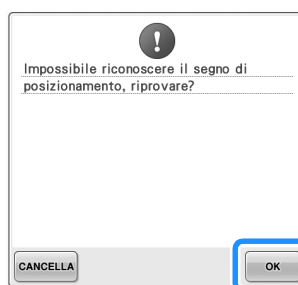 Impossibile riconoscere il segno di
posizionamento, riprovare?
CANCELLA
OK